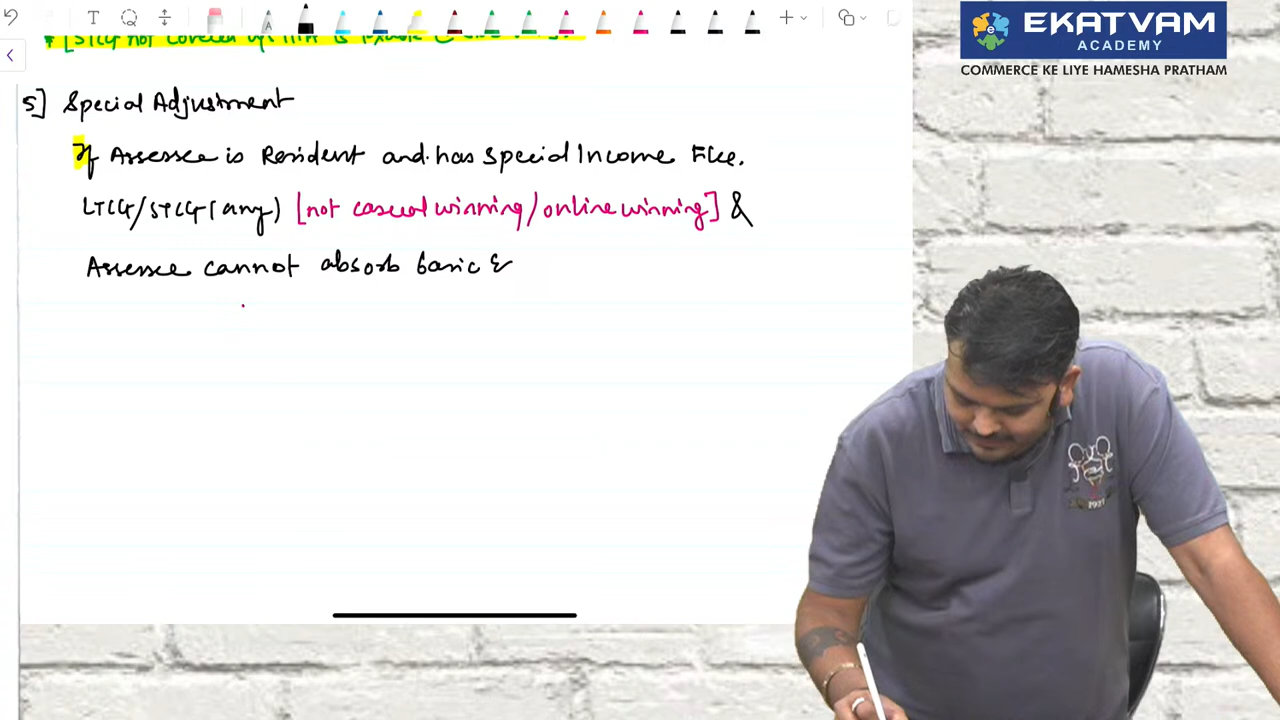 EKATVAM
ACADEMY
COMMERCE KE LIYE HAMESHA PRATHAM
5] Special Adjustment
If Assessee is Resident and has Special Income
LTCG/STCG (any) [not casual winning/online winning] &
Assessee cannot absorb basic